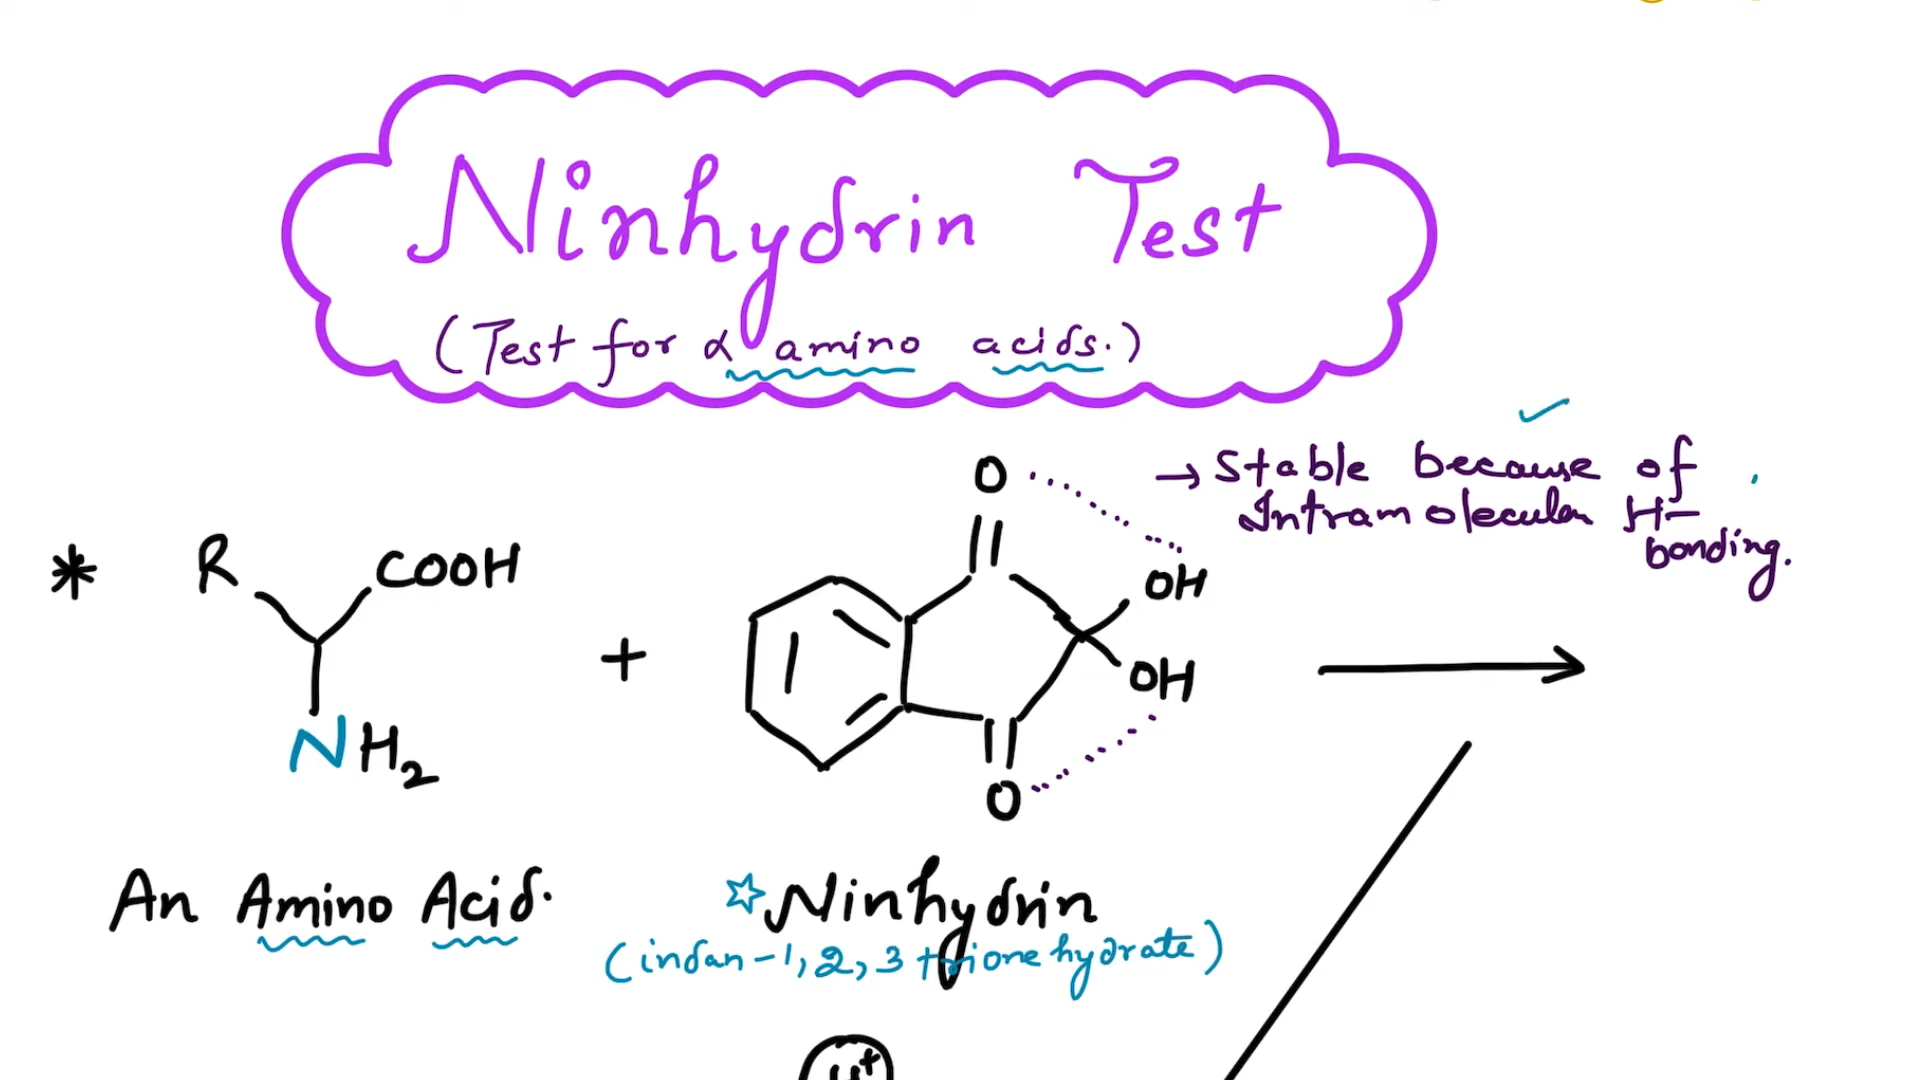 Ninhydrin Test
(Test for α amino acids.)
→ Stable because of
Intramolecular H-
bonding.
O
OH
OH
O
* R COOH
NH2
+
An Amino Acid.
☆Ninhydrin
(indan-1,2,3 trione hydrate)